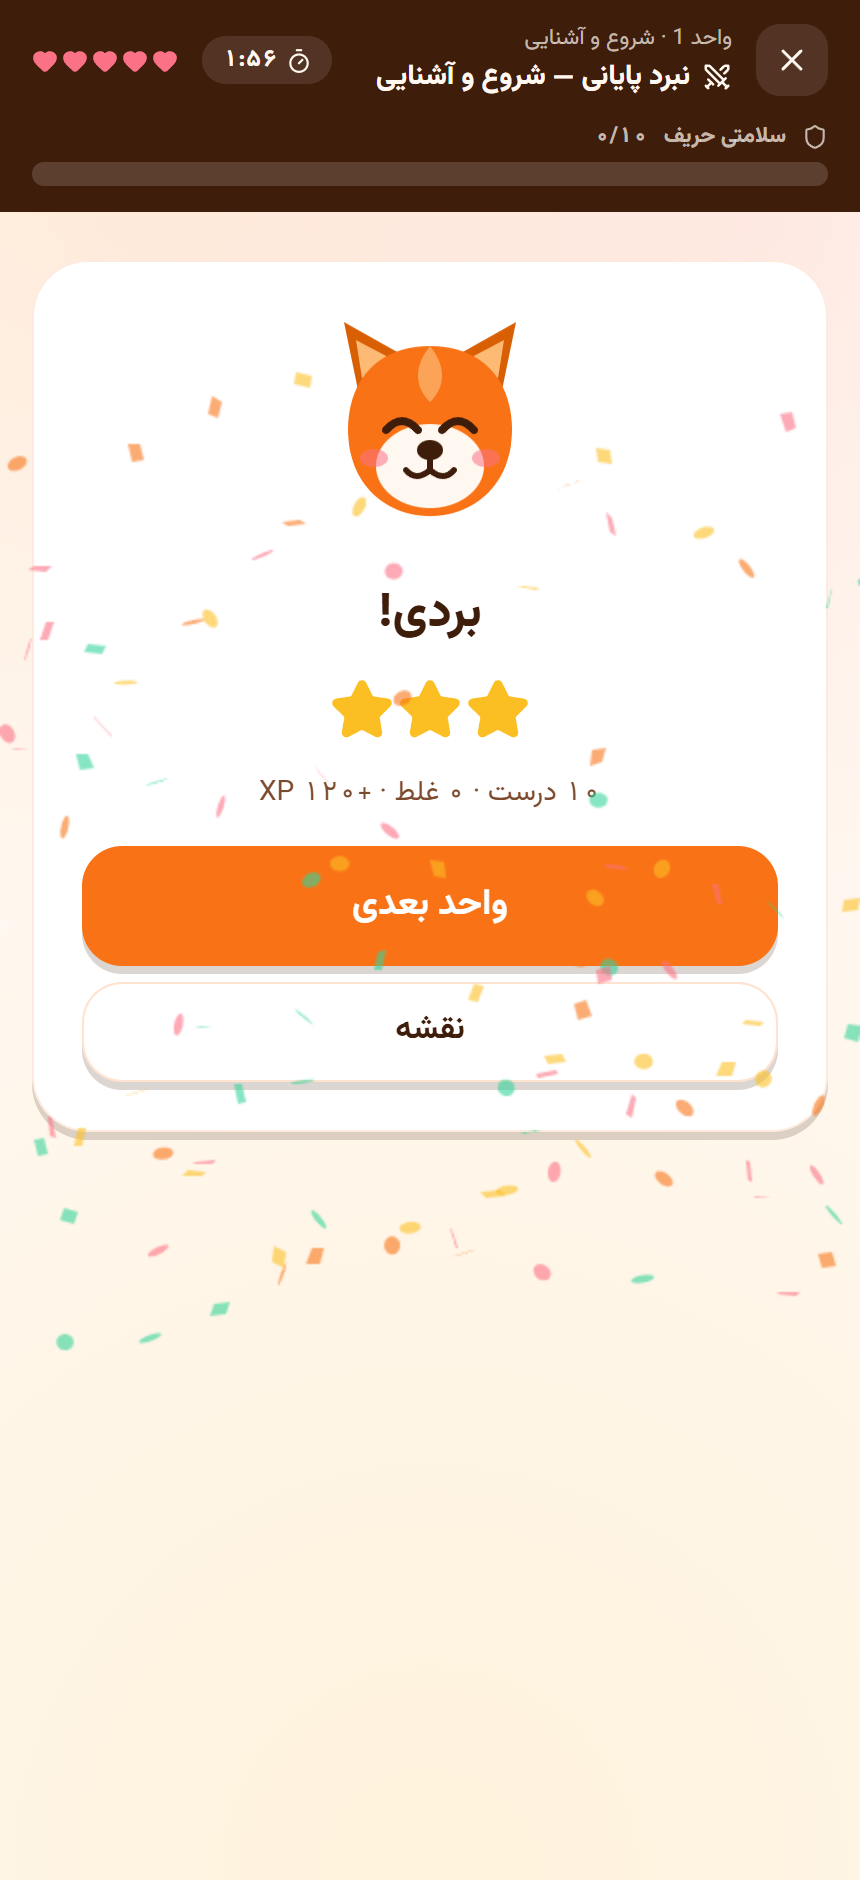 واحد 1 · شروع و آشنایی
نبرد پایانی — شروع و آشنایی
۱:۵۶
سلامتی حریف ۰/۱۰
بردی!
۱۰ درست · ۰ غلط · +۱۲۰ XP
واحد بعدی
نقشه